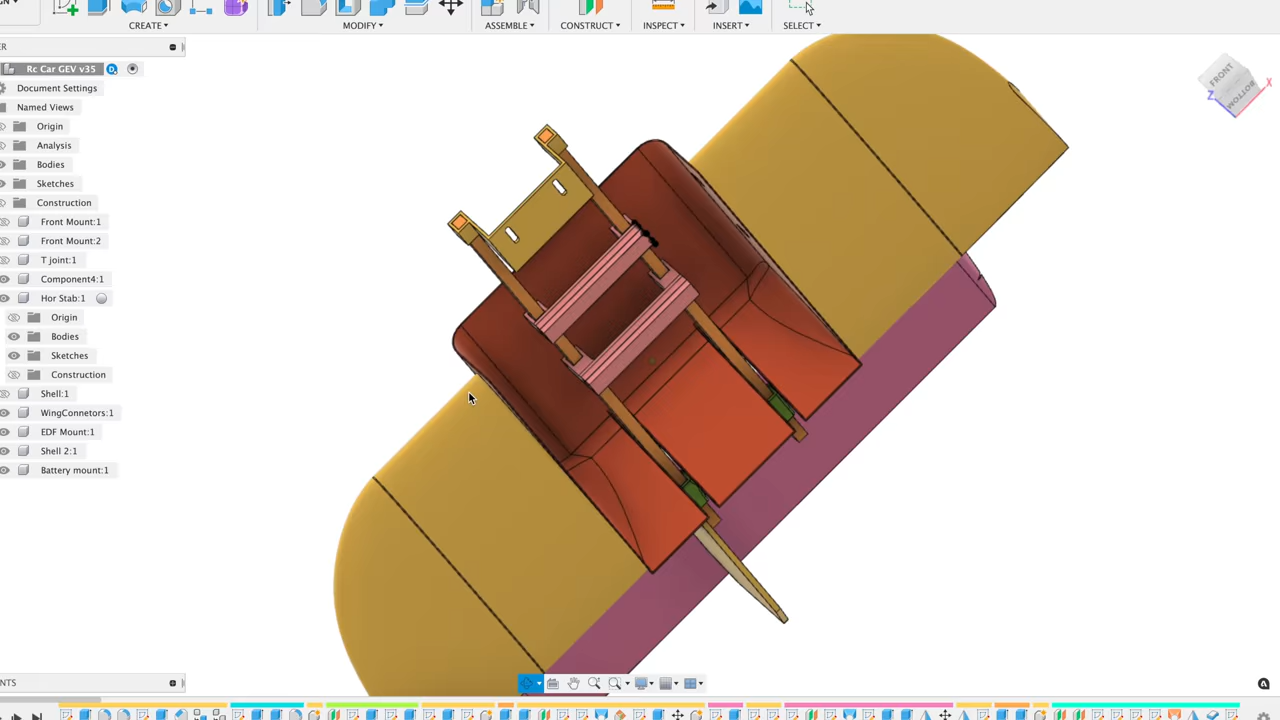 CREATE▾ MODIFY▾ ASSEMBLE▾ CONSTRUCT▾ INSPECT▾ INSERT▾ SELECT▾
ER
Rc Car GEV v35
Document Settings
Named Views
Origin
Analysis
Bodies
Sketches
Construction
Front Mount:1
Front Mount:2
T joint:1
Component4:1
Hor Stab:1
Origin
Bodies
Sketches
Construction
Shell:1
WingConnetors:1
EDF Mount:1
Shell 2:1
Battery mount:1
FRONT
BOTTOM
Z
X
NTS